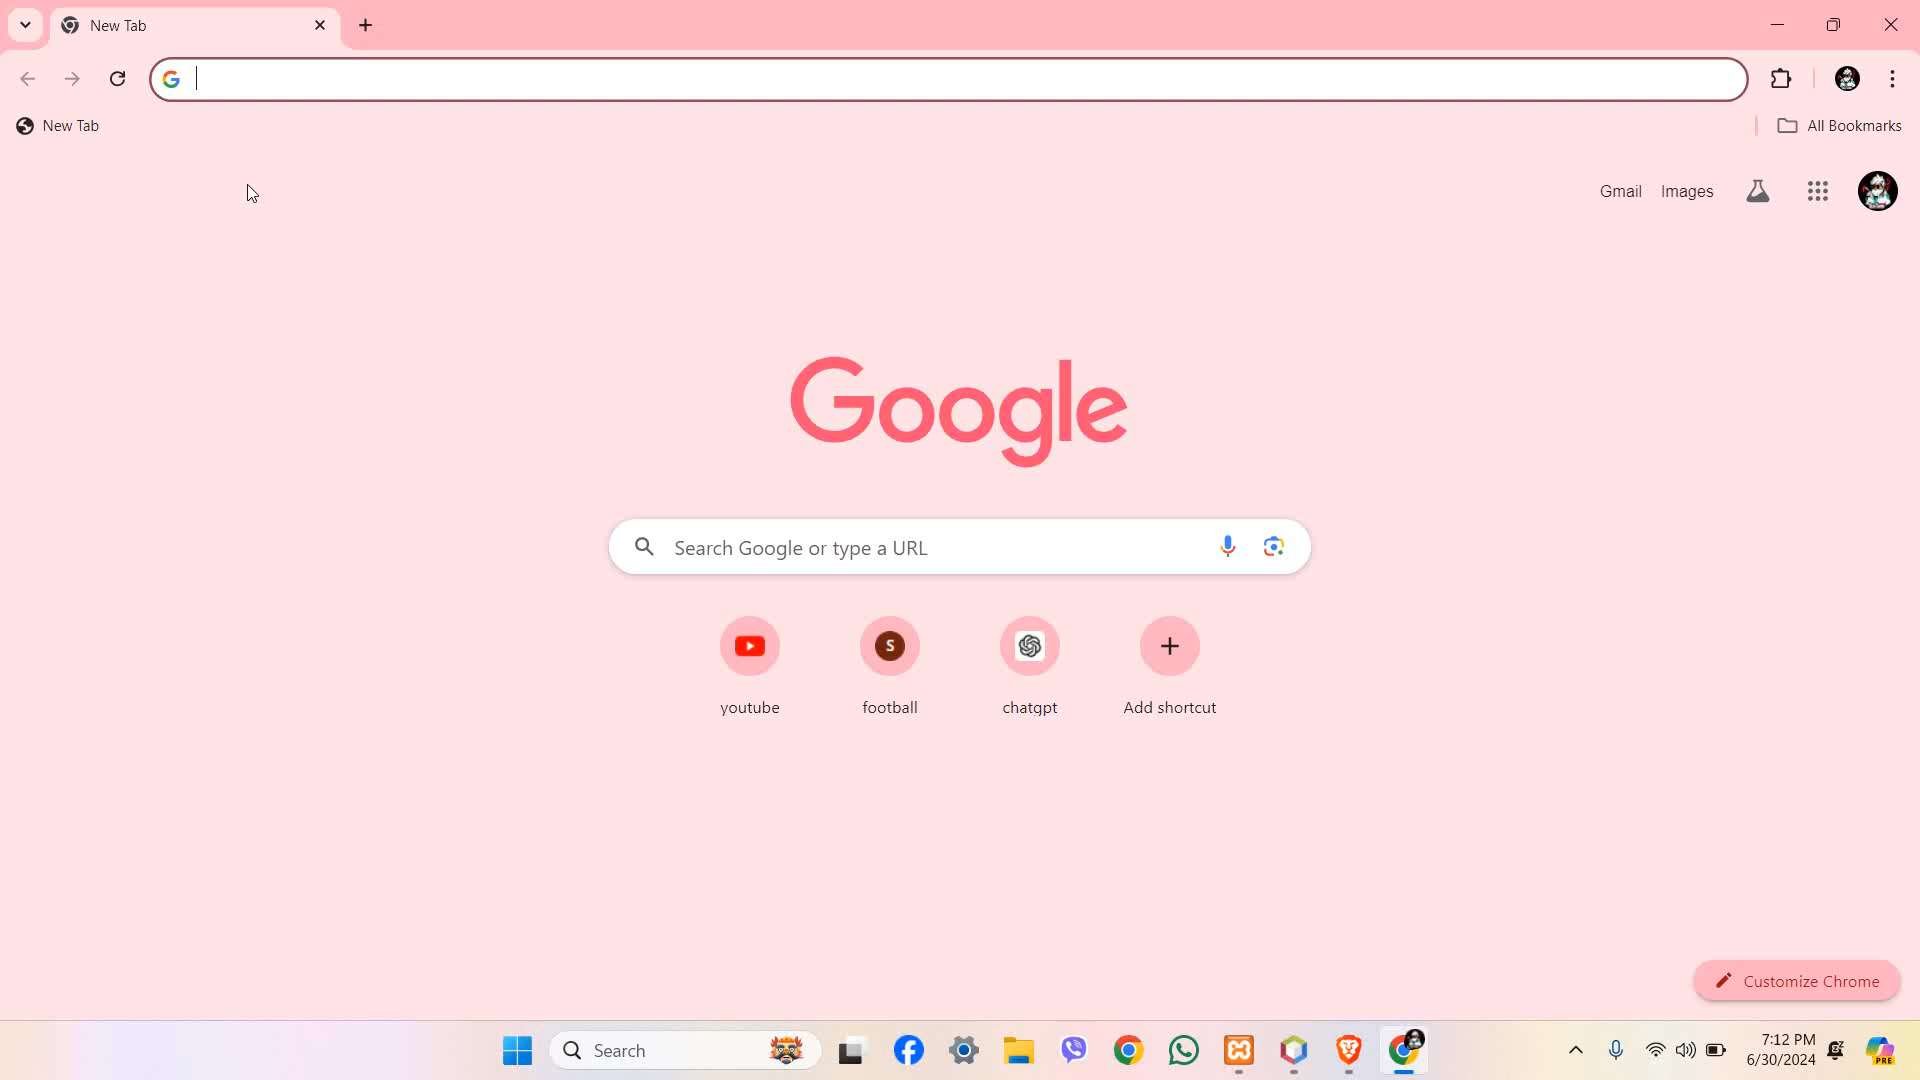 New Tab
New Tab
All Bookmarks
Gmail Images
Google
Search Google or type a URL
S
youtube football chatgpt Add shortcut
Customize Chrome
Search
7:12 PM
6/30/2024
PRE